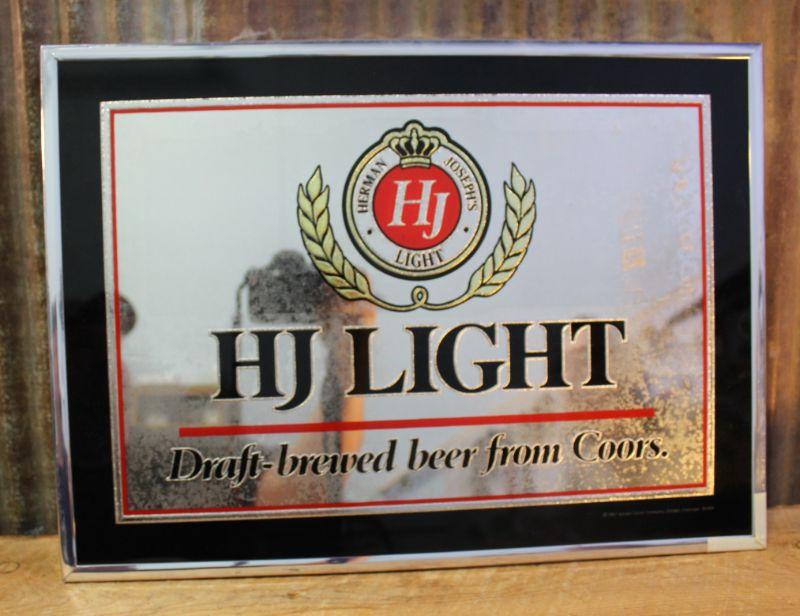 HERMAN JOSEPH'S
HJ
LIGHT
HJ LIGHT
Draft-brewed beer from Coors.